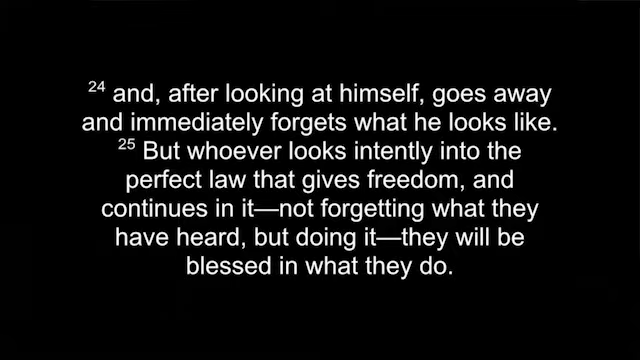 24 and, after looking at himself, goes away
and immediately forgets what he looks like.
25 But whoever looks intently into the
perfect law that gives freedom, and
continues in it—not forgetting what they
have heard, but doing it—they will be
blessed in what they do.